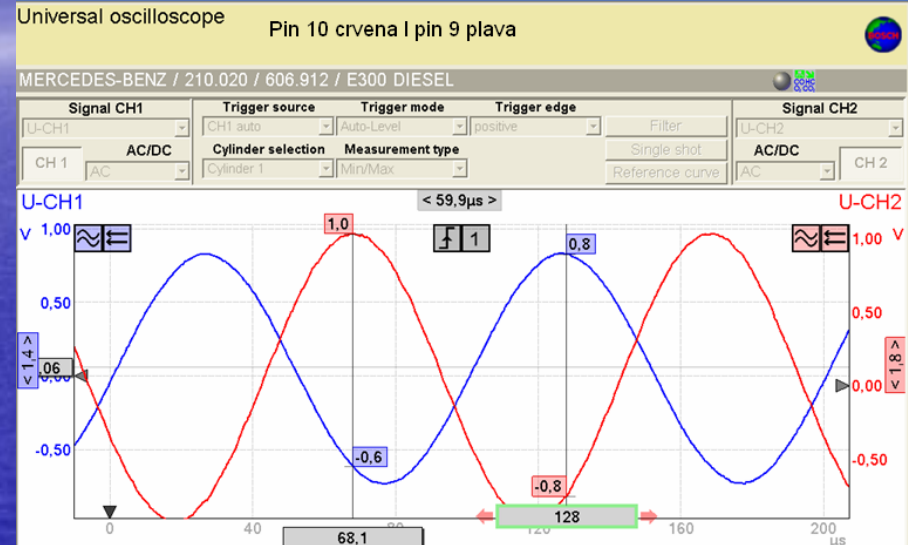 Universal oscilloscope
Pin 10 crvena I pin 9 plava
BOSCH
MERCEDES-BENZ / 210.020 / 606.912 / E300 DIESEL
Signal CH1 Trigger source Trigger mode Trigger edge Signal CH2
U-CH1 CH1 auto Auto-Level positive Filter U-CH2
AC/DC Cylinder selection Measurement type Single shot AC/DC
CH 1 AC Cylinder 1 Min/Max Reference curve AC CH 2
U-CH1 < 59,9µs > U-CH2
V 1,00 1,0 1 0,8 1,00 V
0,50 0,50
< 1,4 > ,06 < 1,8 >
0,00 0,00
-0,50 -0,6 -0,50
-0,8
128
0 40 80 120 160 200
68,1 µs